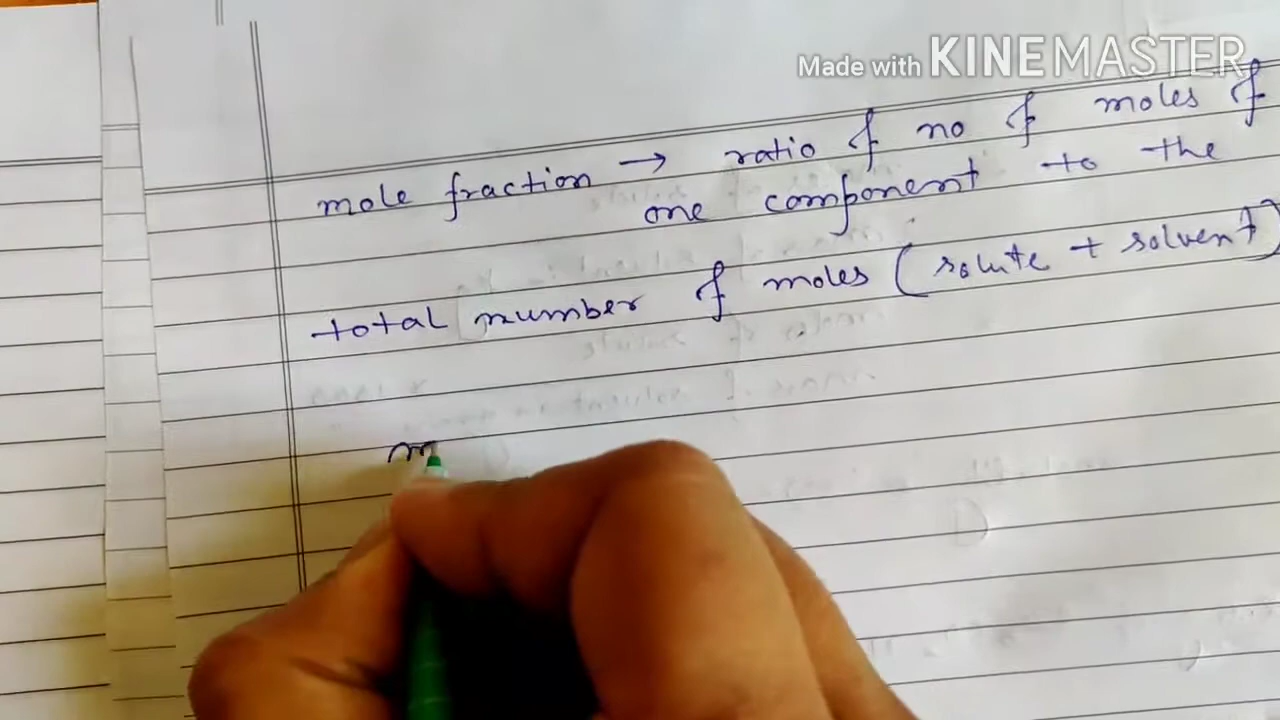 Made with KINEMASTER
mole fraction → ratio of no of moles of
one component to the
total number of moles (solute + solvent)
m